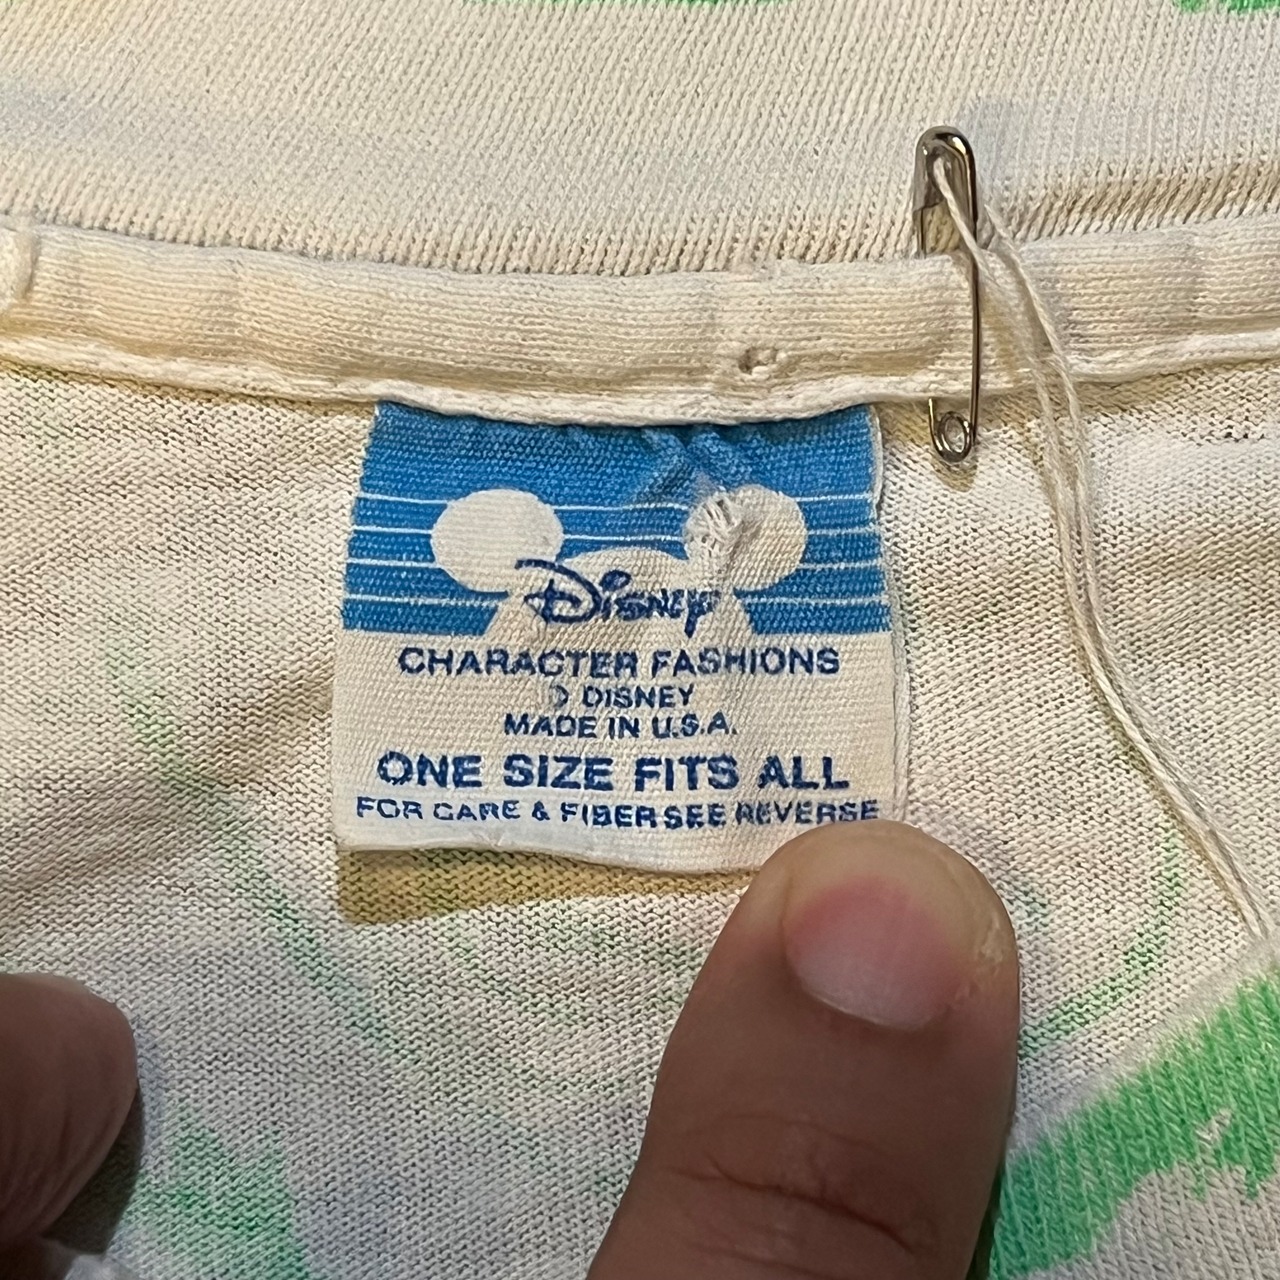 Disney
CHARACTER FASHIONS
© DISNEY
MADE IN U.S.A.
ONE SIZE FITS ALL
FOR CARE & FIBER SEE REVERSE